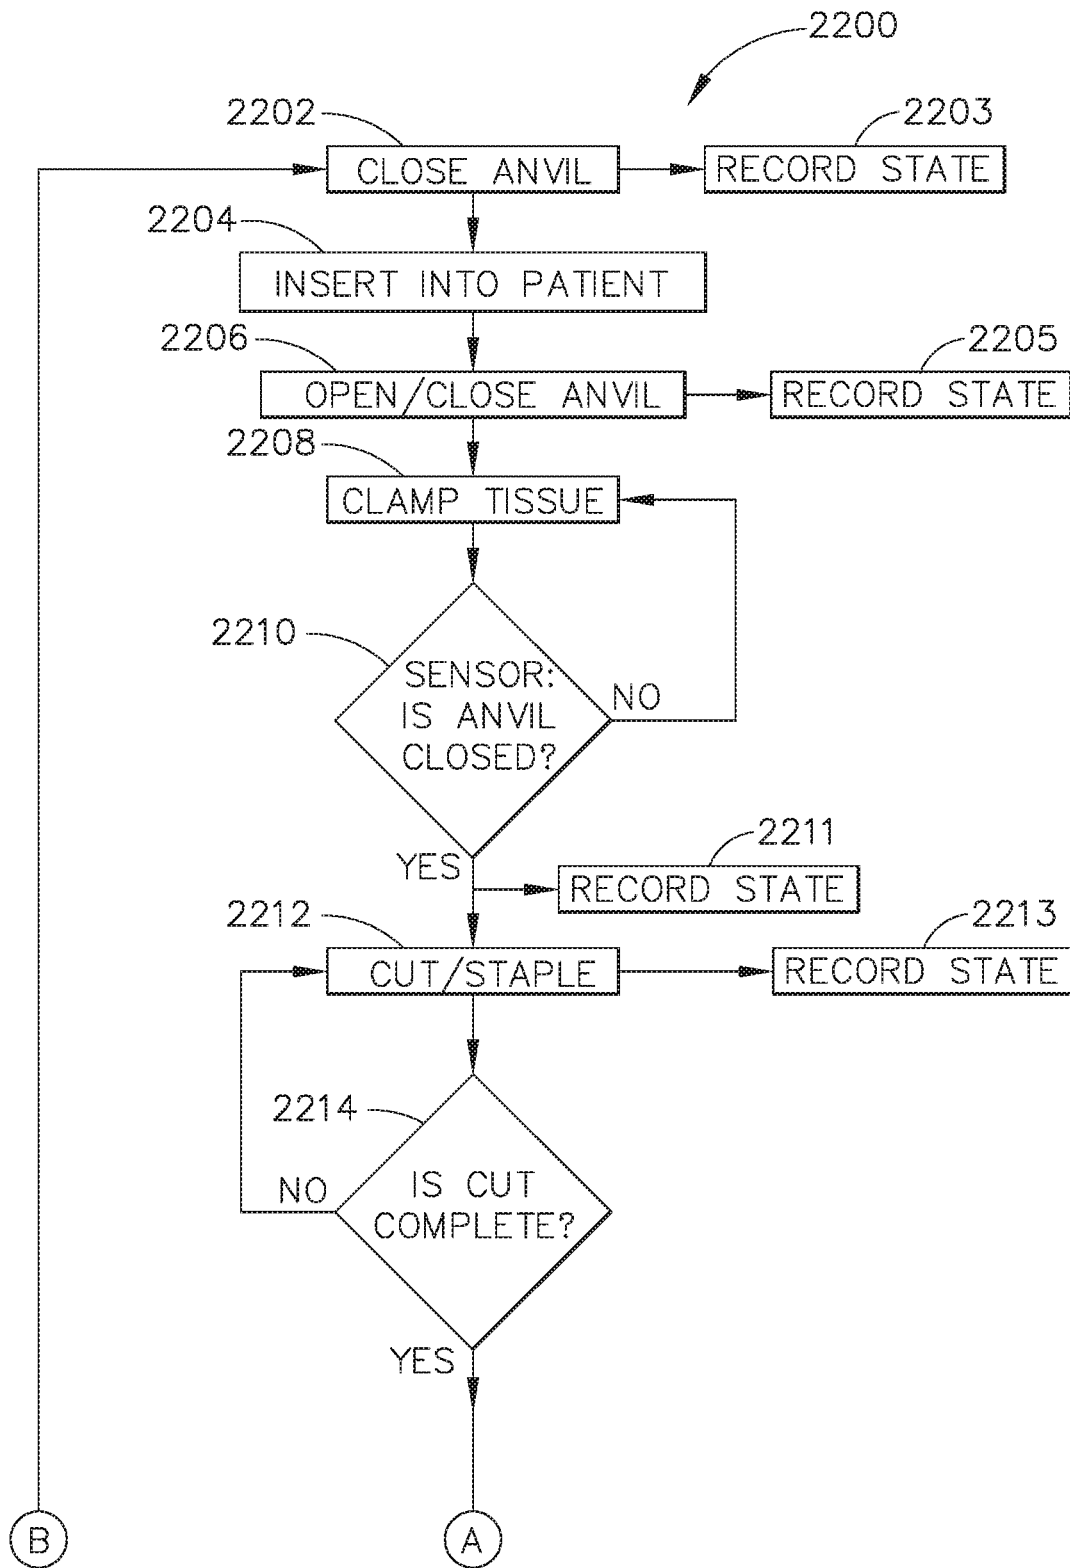 2200
2202
2203
CLOSE ANVIL
RECORD STATE
2204
INSERT INTO PATIENT
2206
2205
OPEN/CLOSE ANVIL
RECORD STATE
2208
CLAMP TISSUE
2210
SENSOR:
IS ANVIL
CLOSED?
NO
YES
2211
RECORD STATE
2212
2213
CUT/STAPLE
RECORD STATE
2214
IS CUT
COMPLETE?
NO
YES
B
A